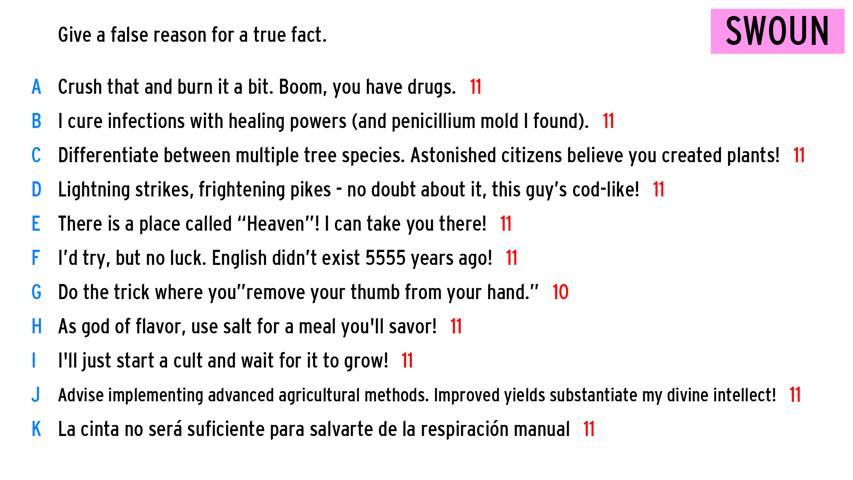 Give a false reason for a true fact.
SWOUN
A Crush that and burn it a bit. Boom, you have drugs. 11
B I cure infections with healing powers (and penicillium mold I found). 11
C Differentiate between multiple tree species. Astonished citizens believe you created plants! 11
D Lightning strikes, frightening pikes - no doubt about it, this guy's cod-like! 11
E There is a place called “Heaven”! I can take you there! 11
F I'd try, but no luck. English didn't exist 5555 years ago! 11
G Do the trick where you”remove your thumb from your hand.” 10
H As god of flavor, use salt for a meal you'll savor! 11
I I'll just start a cult and wait for it to grow! 11
J Advise implementing advanced agricultural methods. Improved yields substantiate my divine intellect! 11
K La cinta no será suficiente para salvarte de la respiración manual 11